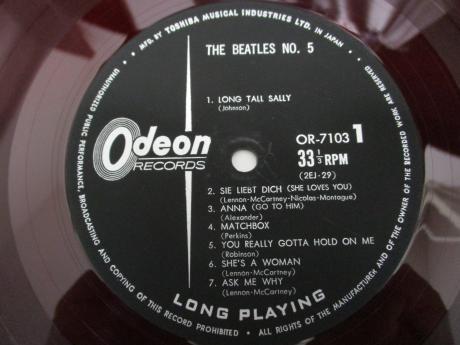 MFD. BY TOSHIBA MUSICAL INDUSTRIES LTD. IN JAPAN
THE BEATLES NO. 5
1. LONG TALL SALLY
(Johnson)
Odeon
RECORDS
OR-7103 1
33 1/3 RPM
(2EJ-29)
2. SIE LIEBT DICH (SHE LOVES YOU)
(Lennon-McCartney-Nicolas-Montague)
3. ANNA (GO TO HIM)
(Alexander)
4. MATCHBOX
(Perkins)
5. YOU REALLY GOTTA HOLD ON ME
(Robinson)
6. SHE'S A WOMAN
(Lennon-McCartney)
7. ASK ME WHY
(Lennon-McCartney)
LONG PLAYING
UNAUTHORIZED PUBLIC PERFORMANCE, BROADCASTING AND COPYING OF THIS RECORD PROHIBITED • ALL RIGHTS OF THE MANUFACTURER AND OF THE OWNER OF THE RECORDED WORK ARE RESERVED